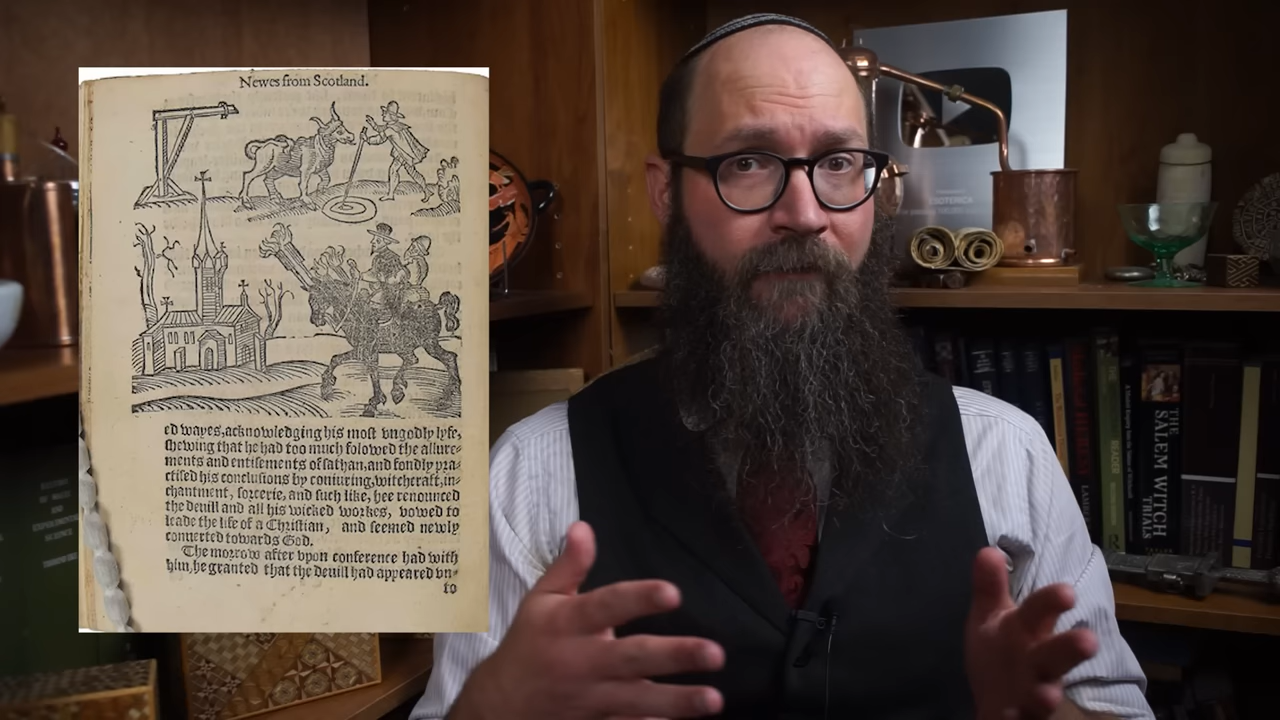 Newes from Scotland.
ed wayes, acknowledging his most vngodly lyfe,
shewing that he had too much folowed the allure-
ments and entisements of sathan, and fondly pra-
ctised his conclusions by coniuring, witchcraft, in-
chantment, sorcerie, and such like, hee renounced
the deuill and all his wicked workes, vowed to
leade the life of a Christian, and seemed newly
conuerted towards God.
The morrow after vpon conference had with
him, he granted that the deuill had appeared vn-
to
ESOTERICA
READER
THE
SALEM WITCH
TRIALS